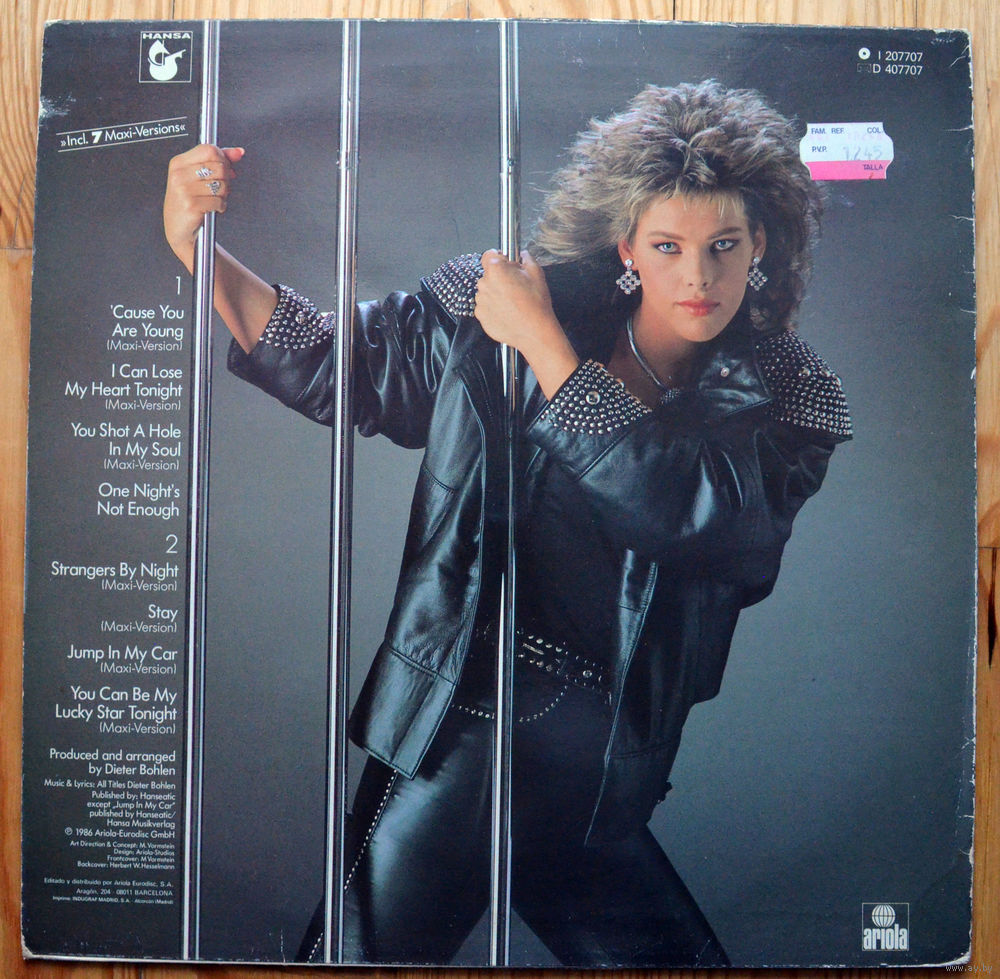 HANSA
»Incl. 7 Maxi-Versions«
I 207707
D 407707
FAM. REF. COL.
P.V.P. 1245
TALLA
1
'Cause You
Are Young
(Maxi-Version)
I Can Lose
My Heart Tonight
(Maxi-Version)
You Shot A Hole
In My Soul
(Maxi-Version)
One Night's
Not Enough
2
Strangers By Night
(Maxi-Version)
Stay
(Maxi-Version)
Jump In My Car
(Maxi-Version)
You Can Be My
Lucky Star Tonight
(Maxi-Version)
Produced and arranged
by Dieter Bohlen
Music & Lyrics: All Titles Dieter Bohlen
Published by: Hanseatic
except „Jump In My Car"
published by Hanseatic/
Hansa Musikverlag
℗ 1986 Ariola-Eurodisc GmbH
Art Direction & Concept: M. Vormstein
Design: Ariola-Studios
Frontcover: M Vormstein
Backcover: Herbert W. Hesselmann
Editado y distribuido por Ariola Eurodisc, S.A.
Aragón, 204 - 08011 BARCELONA
Imprime: INDUGRAF MADRID, S.A. - Alcorcón (Madrid)
ariola
www.ay.by